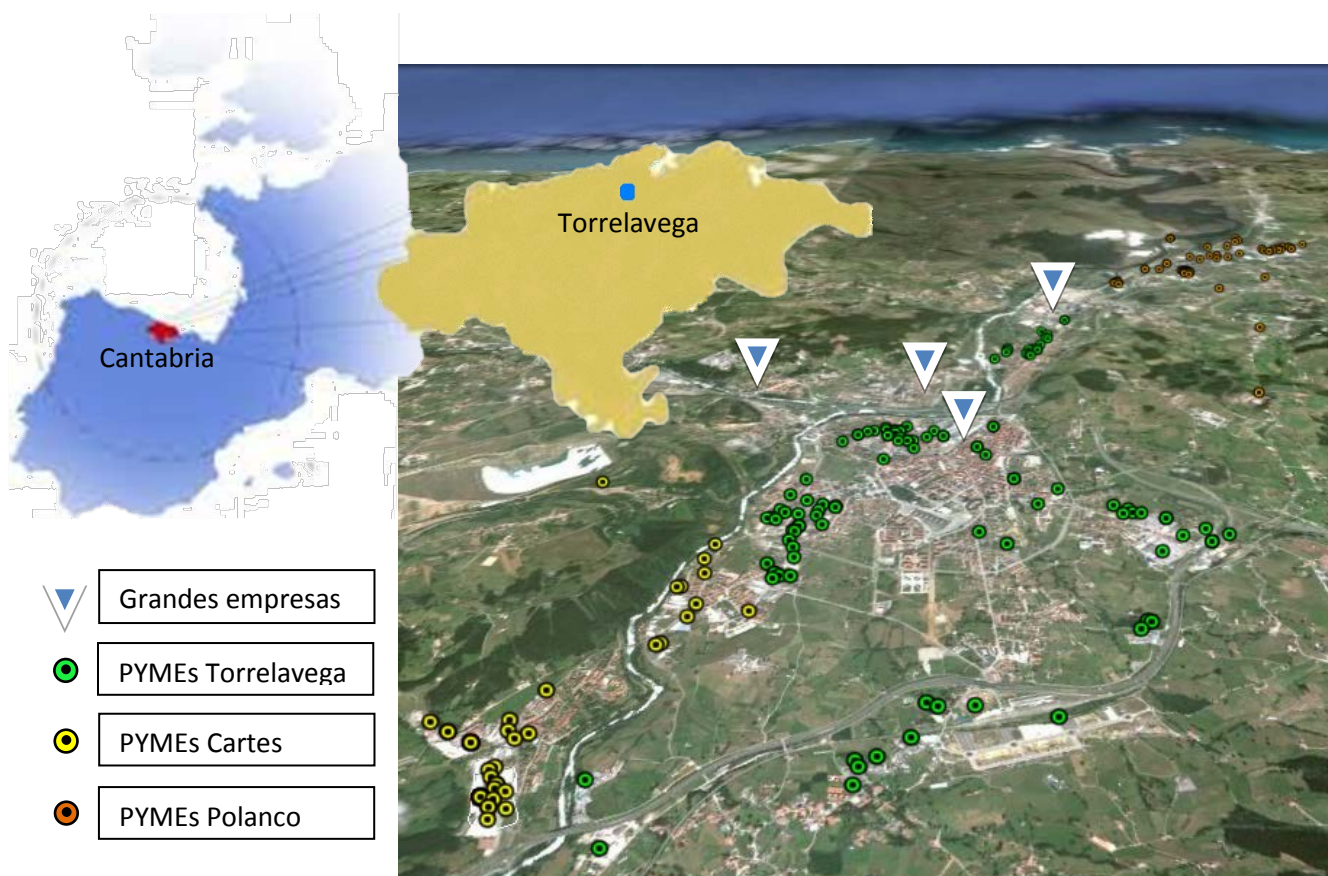 Torrelavega
Cantabria
Grandes empresas
PYMEs Torrelavega
PYMEs Cartes
PYMEs Polanco